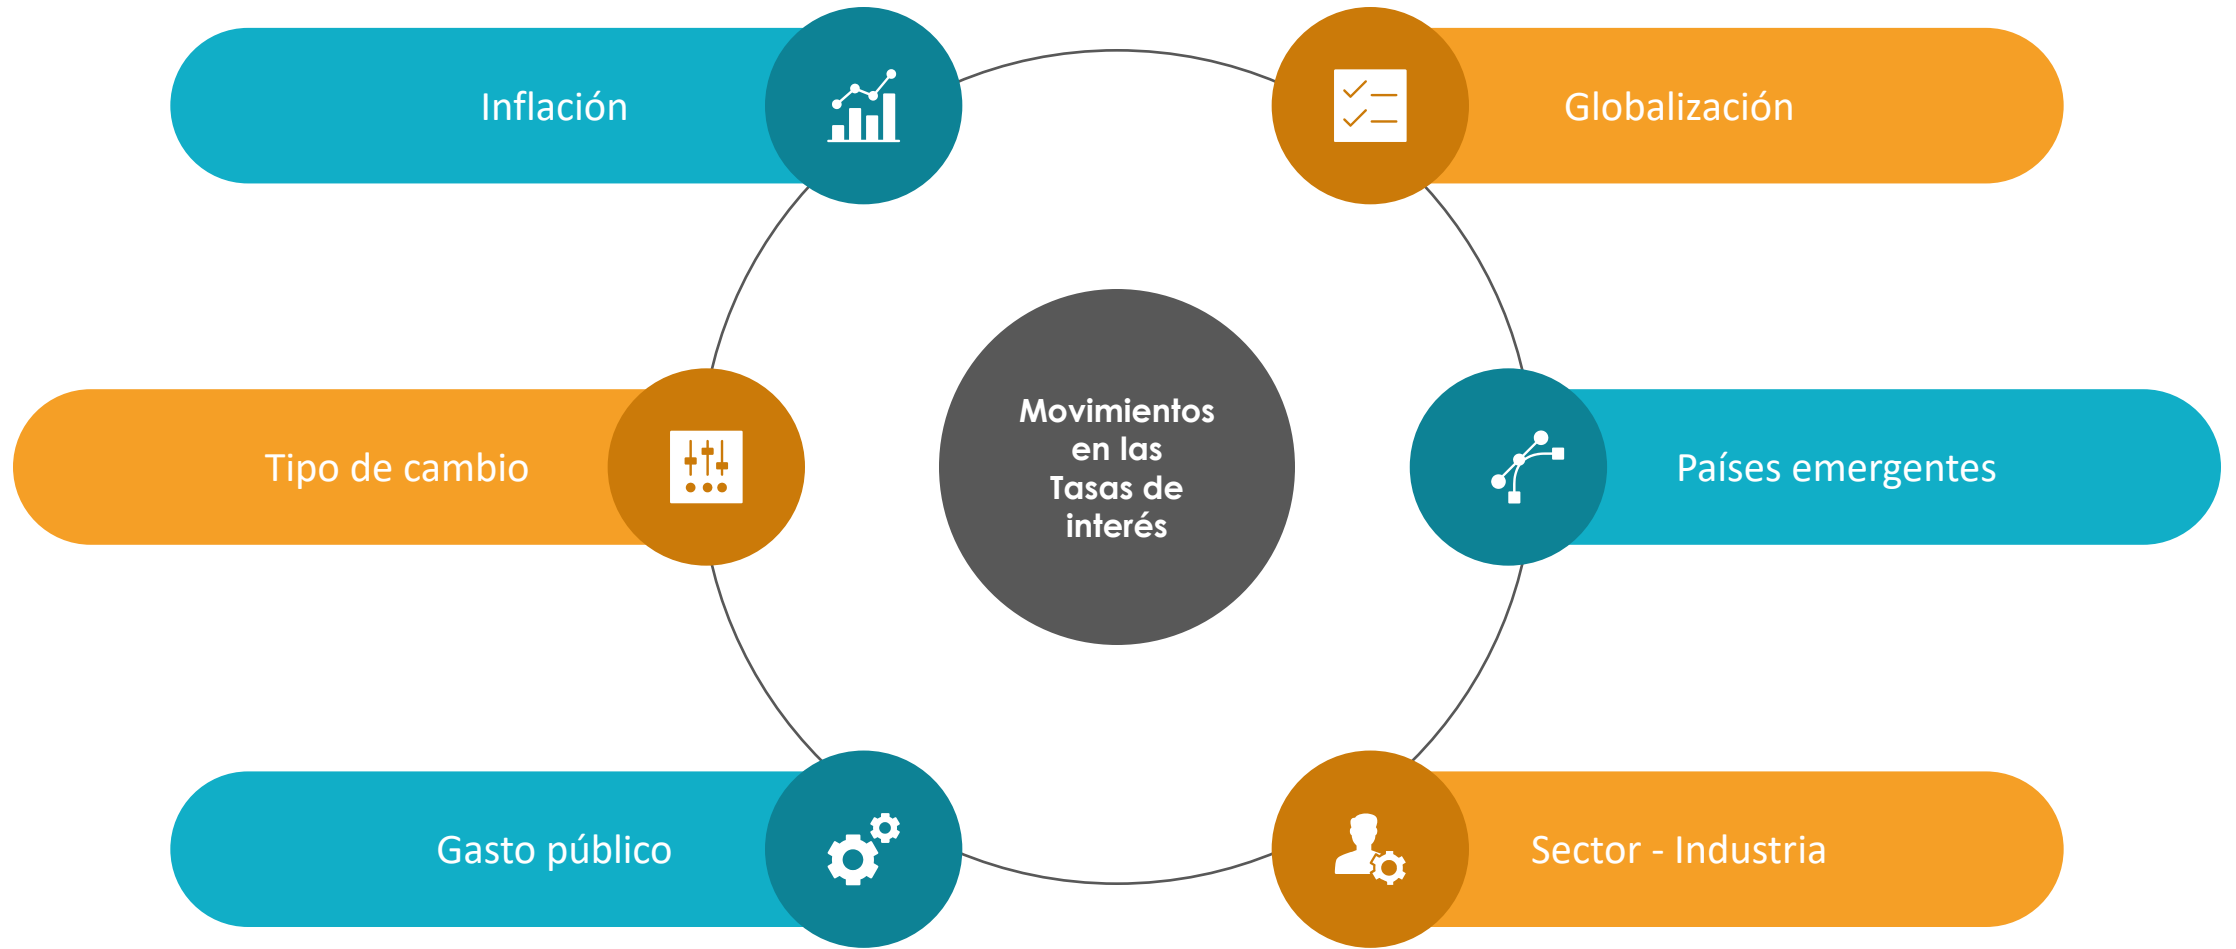 Inflación
Globalización
Tipo de cambio
Movimientos
en las
Tasas de
interés
Países emergentes
Gasto público
Sector - Industria